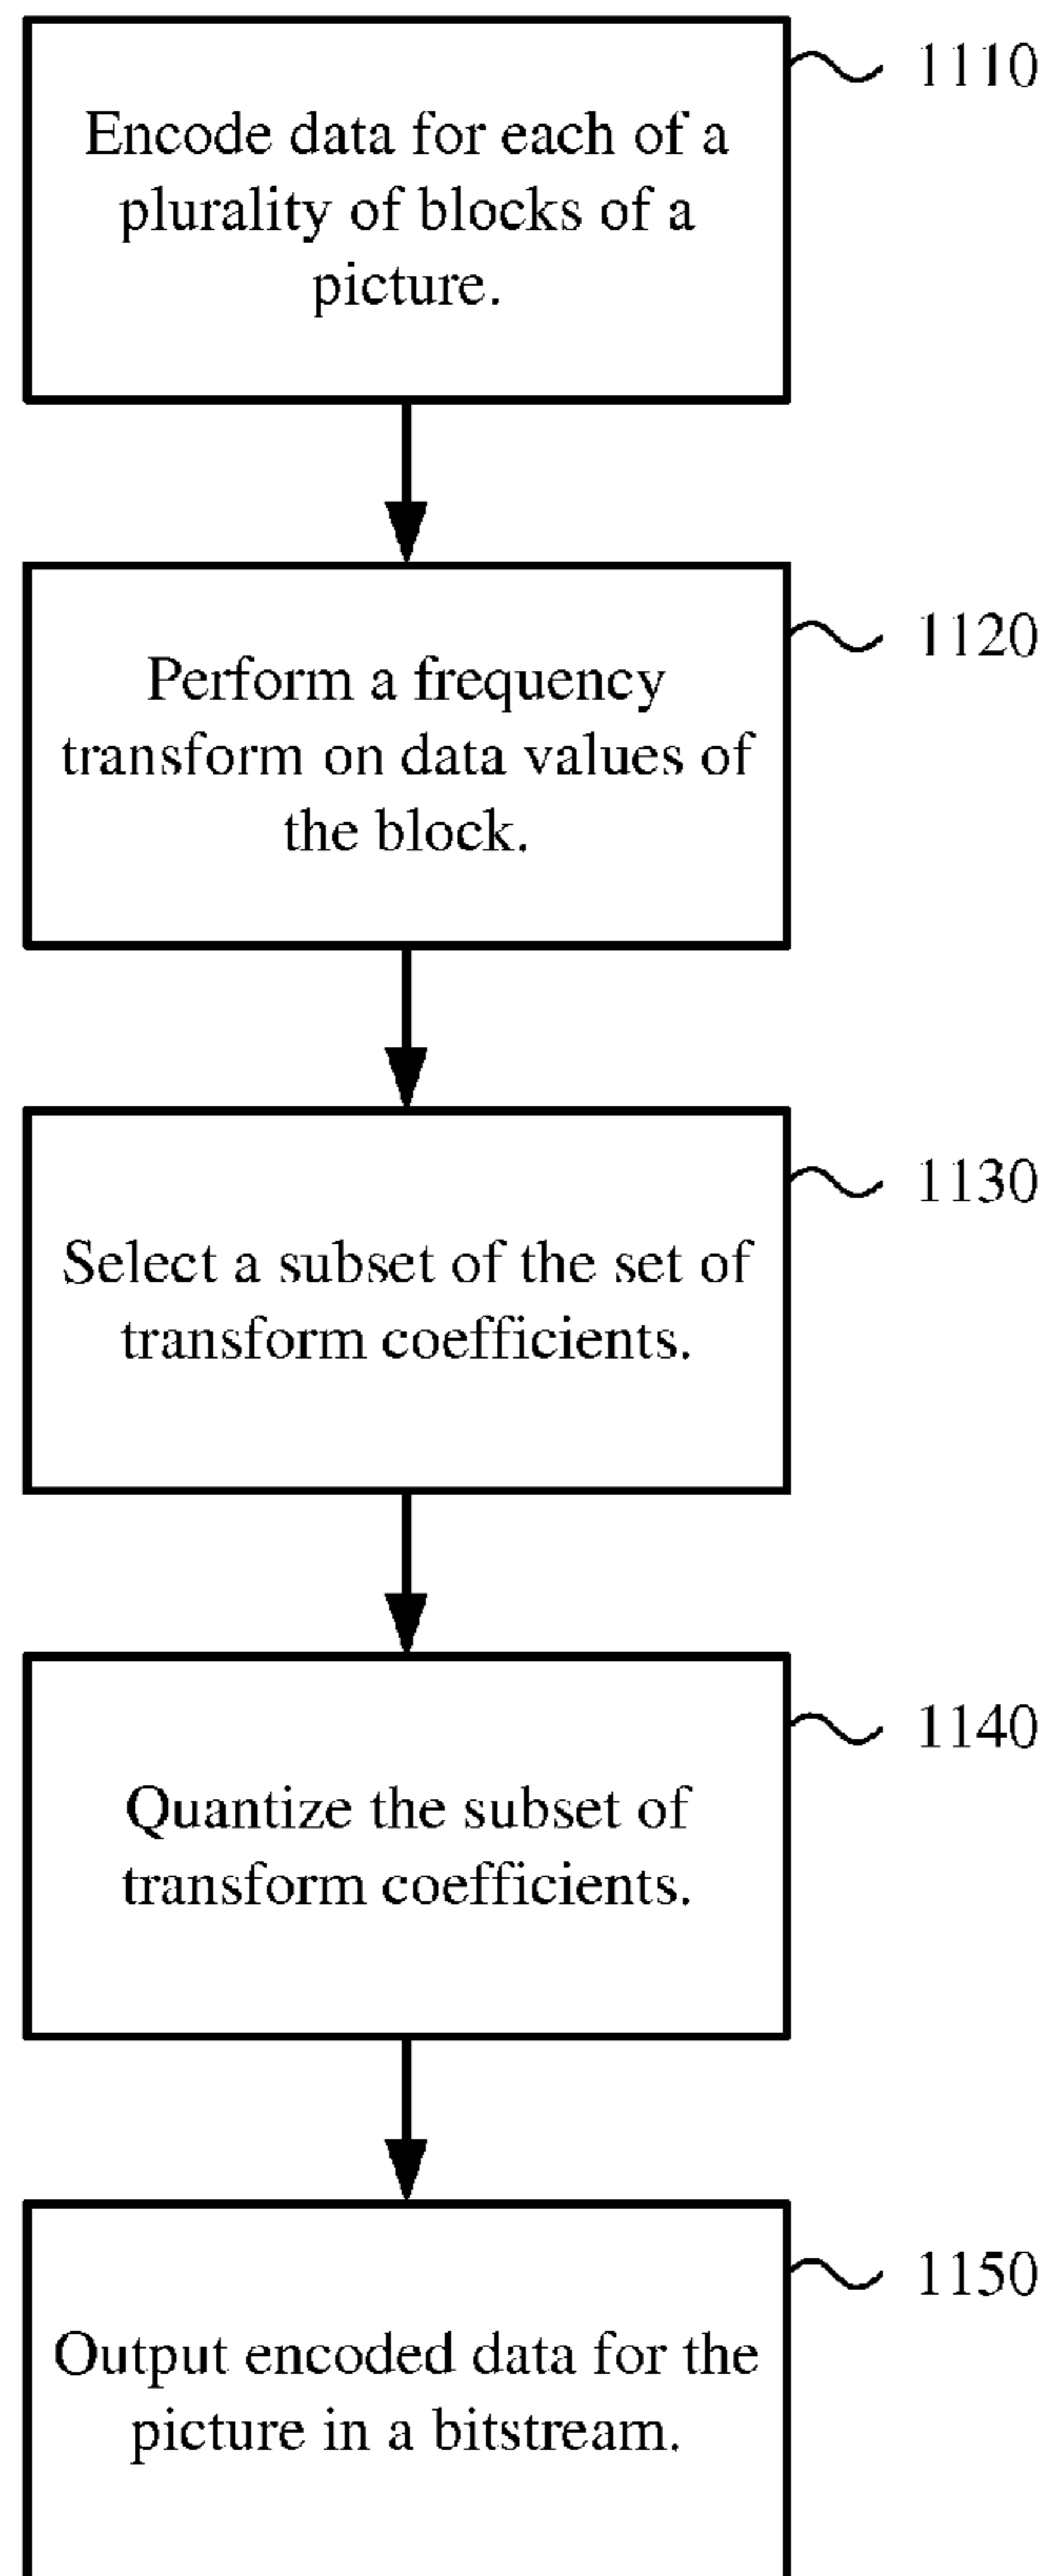 1110
Encode data for each of a
plurality of blocks of a
picture.
1120
Perform a frequency
transform on data values of
the block.
1130
Select a subset of the set of
transform coefficients.
1140
Quantize the subset of
transform coefficients.
1150
Output encoded data for the
picture in a bitstream.